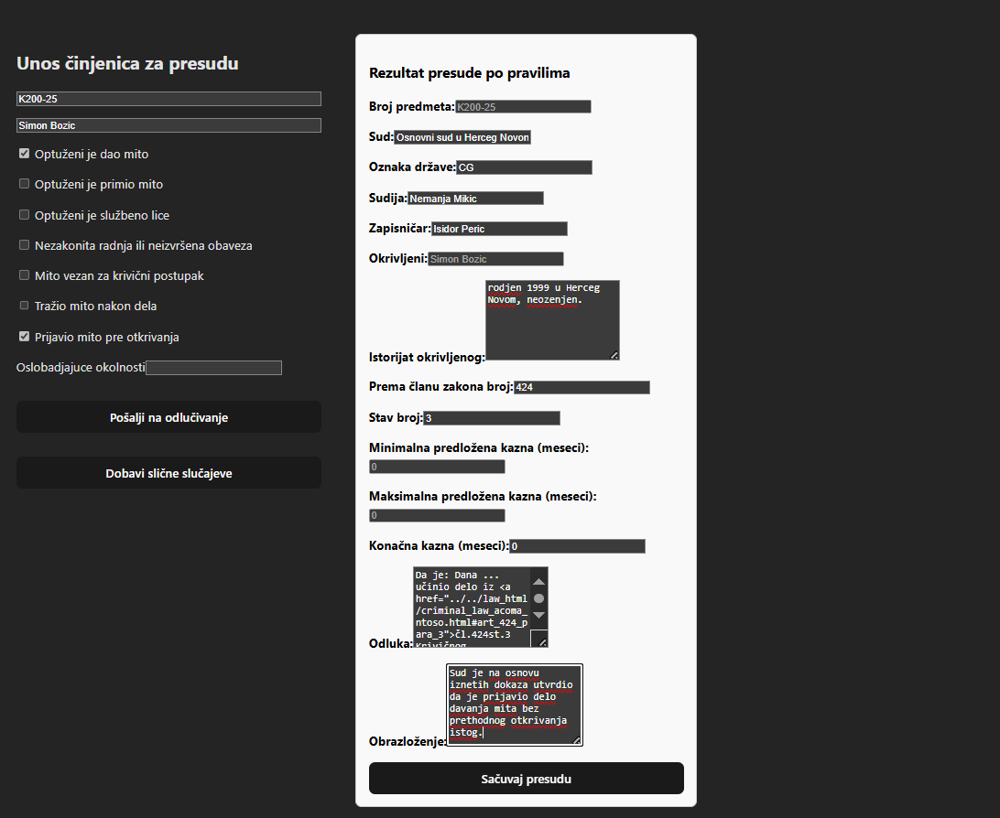 Unos činjenica za presudu
K200-25
Simon Bozic
Optuženi je dao mito
Optuženi je primio mito
Optuženi je službeno lice
Nezakonita radnja ili neizvršena obaveza
Mito vezan za krivični postupak
Tražio mito nakon dela
Prijavio mito pre otkrivanja
Oslobadjajuce okolnosti
Pošalji na odlučivanje
Dobavi slične slučajeve
Rezultat presude po pravilima
Broj predmeta: K200-25
Sud: Osnovni sud u Herceg Novon
Oznaka države: CG
Sudija: Nemanja Mikic
Zapisničar: Isidor Peric
Okrivljeni: Simon Bozic
Istorijat okrivljenog:
rodjen 1999 u Herceg
Novom, neozenjen.
Prema članu zakona broj: 424
Stav broj: 3
Minimalna predložena kazna (meseci):
0
Maksimalna predložena kazna (meseci):
0
Konačna kazna (meseci): 0
Odluka:
Da je: Dana ...
učinio delo iz <a
href="../../law_html
/criminal_law_acoma_
ntoso.html#art_424_p
ara_3">čl.424st.3
Krivičnog
Obrazloženje:
Sud je na osnovu
iznetih dokaza utvrdio
da je prijavio delo
davanja mita bez
prethodnog otkrivanja
istog.
Sačuvaj presudu